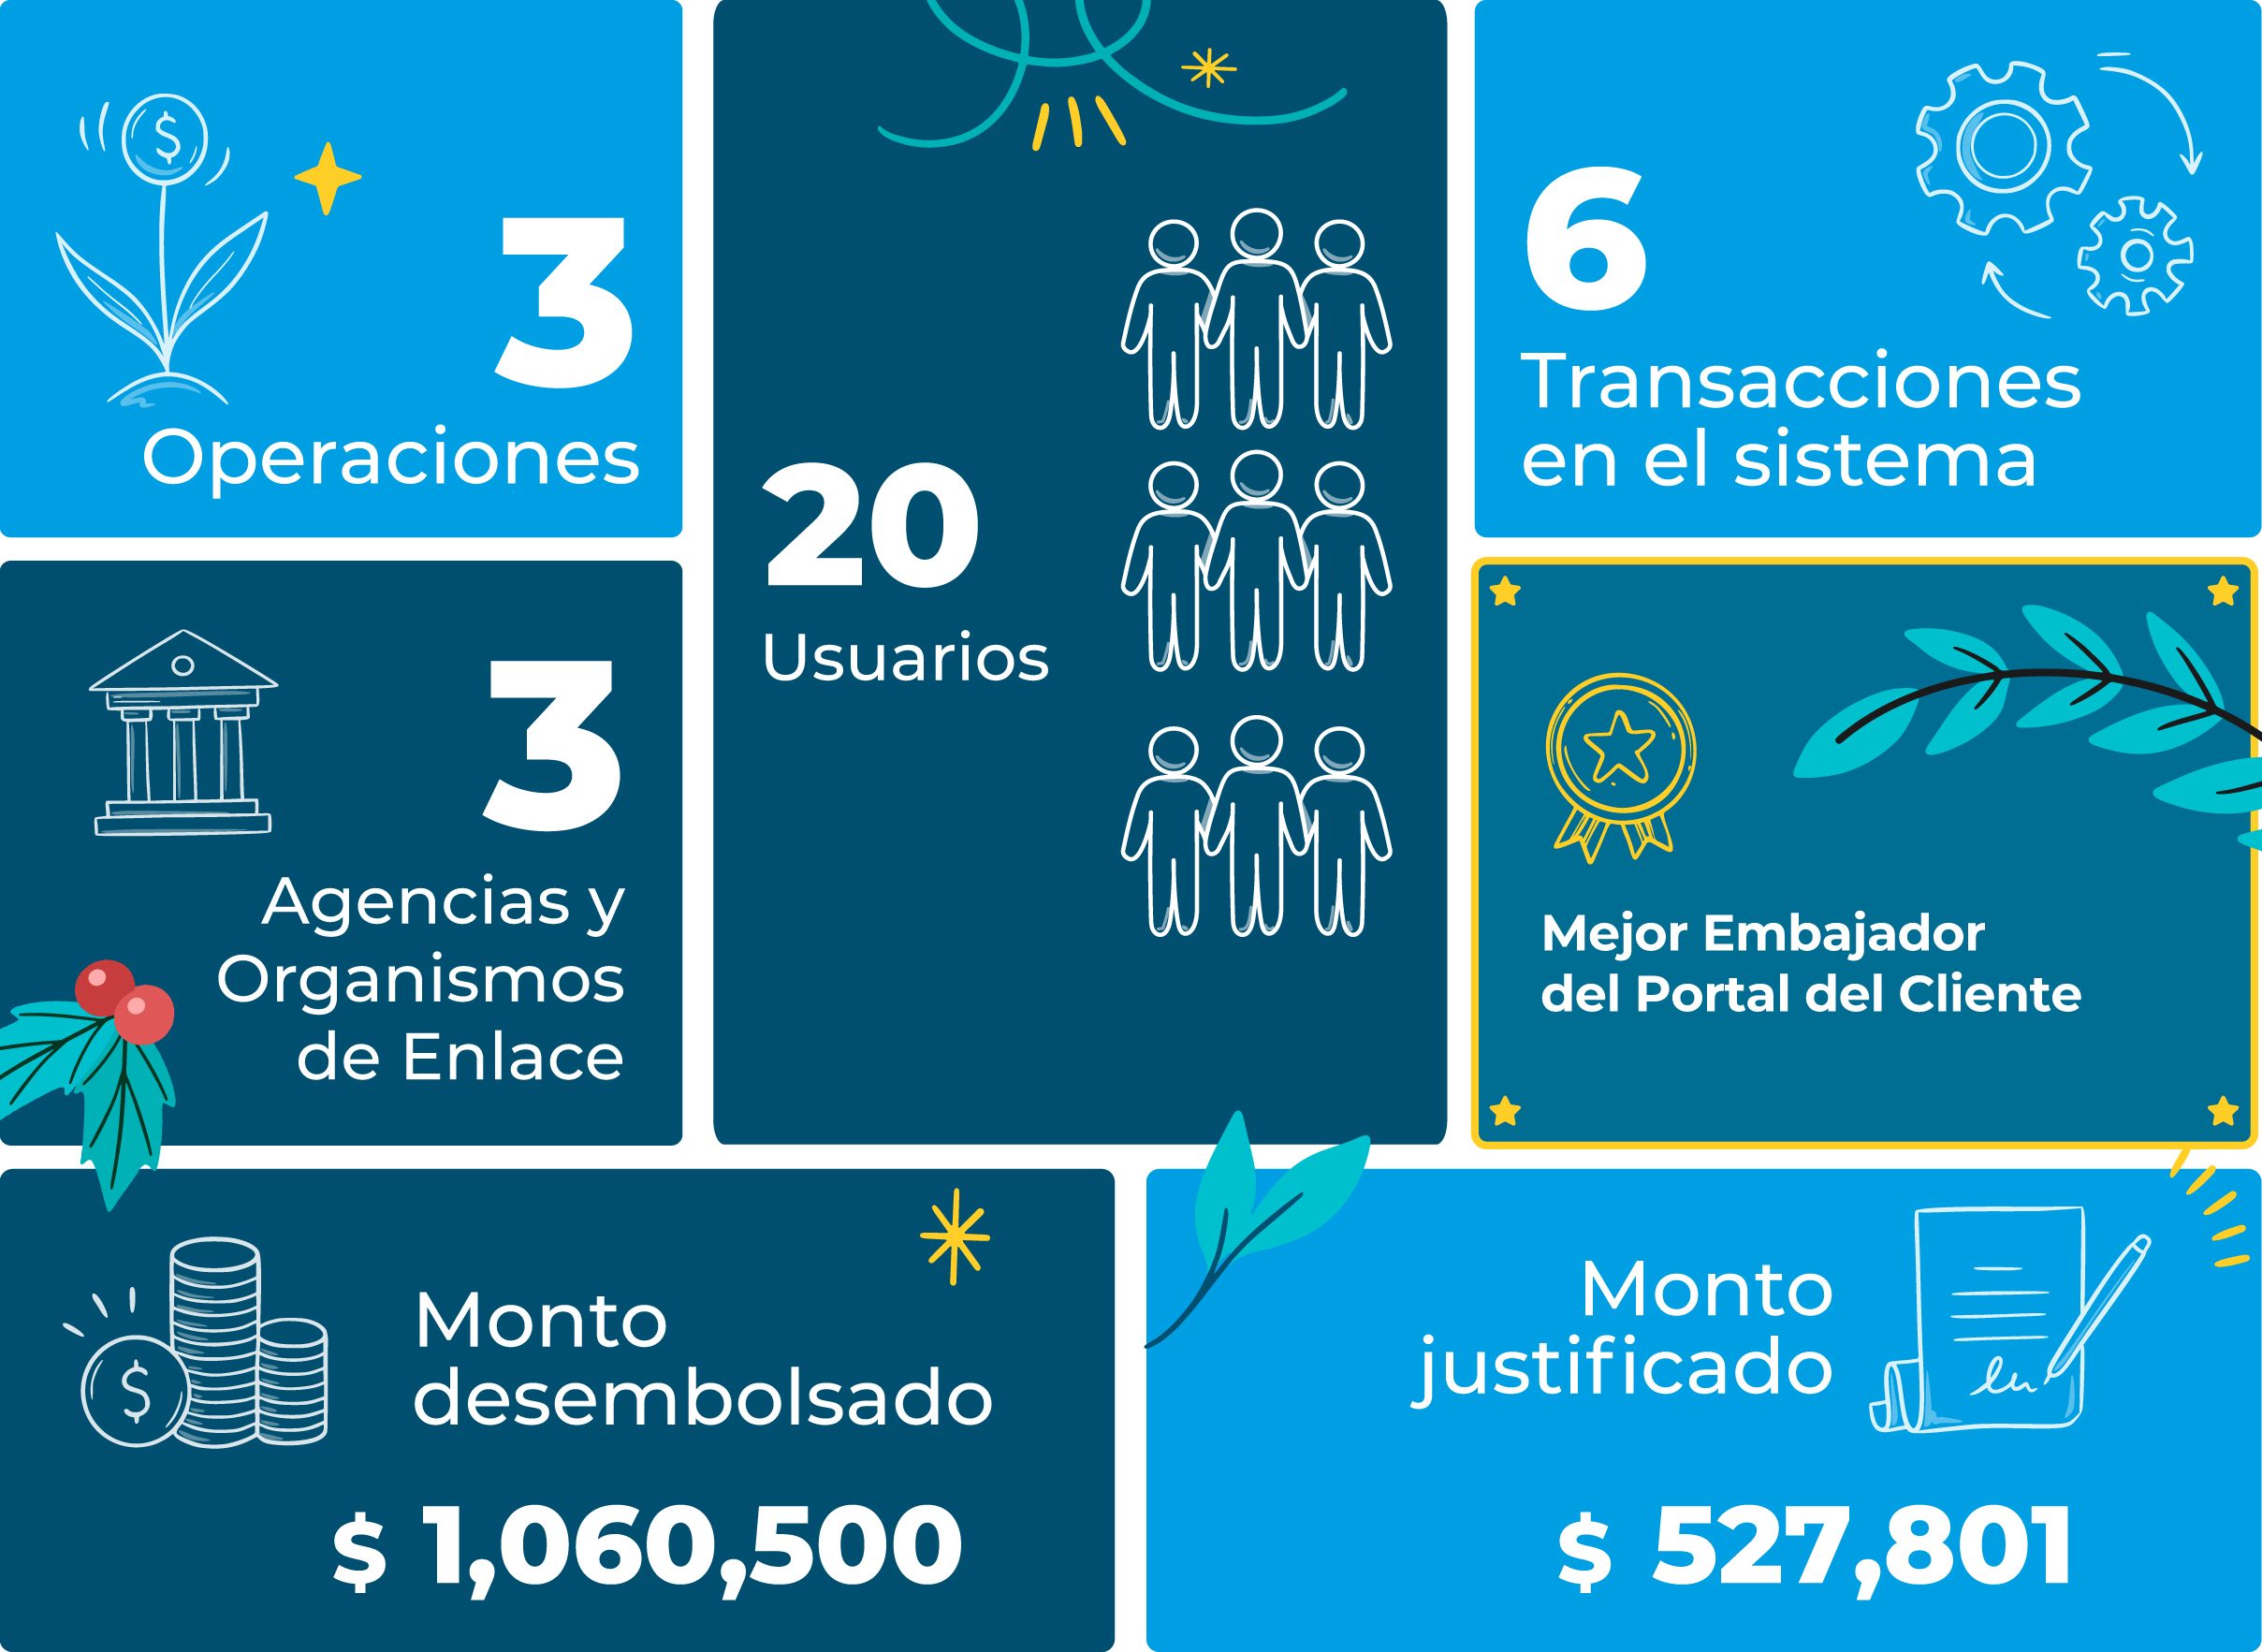 3
Operaciones
20
Usuarios
6
Transacciones
en el sistema
3
Agencias y
Organismos
de Enlace
Mejor Embajador
del Portal del Cliente
Monto
desembolsado
$ 1,060,500
Monto
justificado
$ 527,801